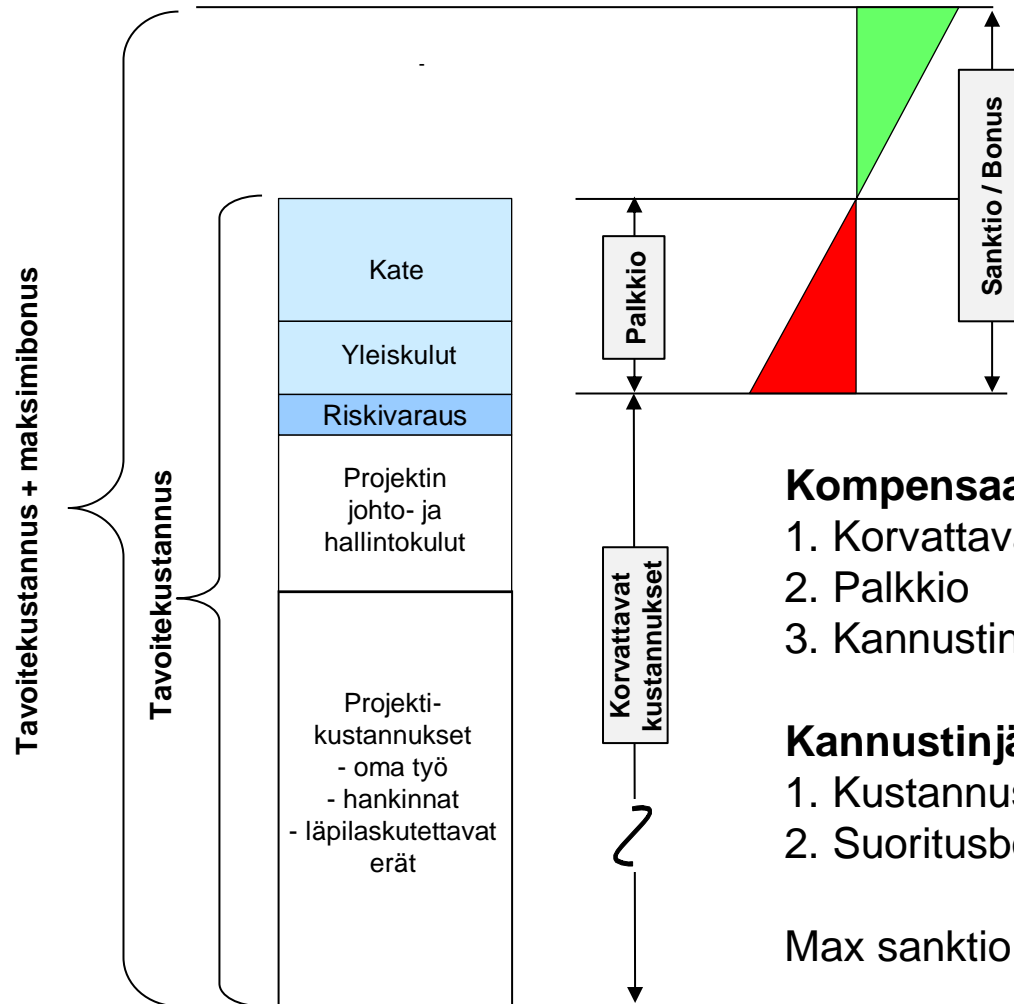 -
Tavoitekustannus + maksimibonus
Tavoitekustannus
Kate
Yleiskulut
Riskivaraus
Projektin
johto- ja
hallintokulut
Projekti-
kustannukset
- oma työ
- hankinnat
- läpilaskutettavat
erät
Palkkio
Korvattavat
kustannukset
Sanktio / Bonus
Kompensaa
1. Korvattava
2. Palkkio
3. Kannustin
Kannustinjä
1. Kustannus
2. Suoritusbo
Max sanktio